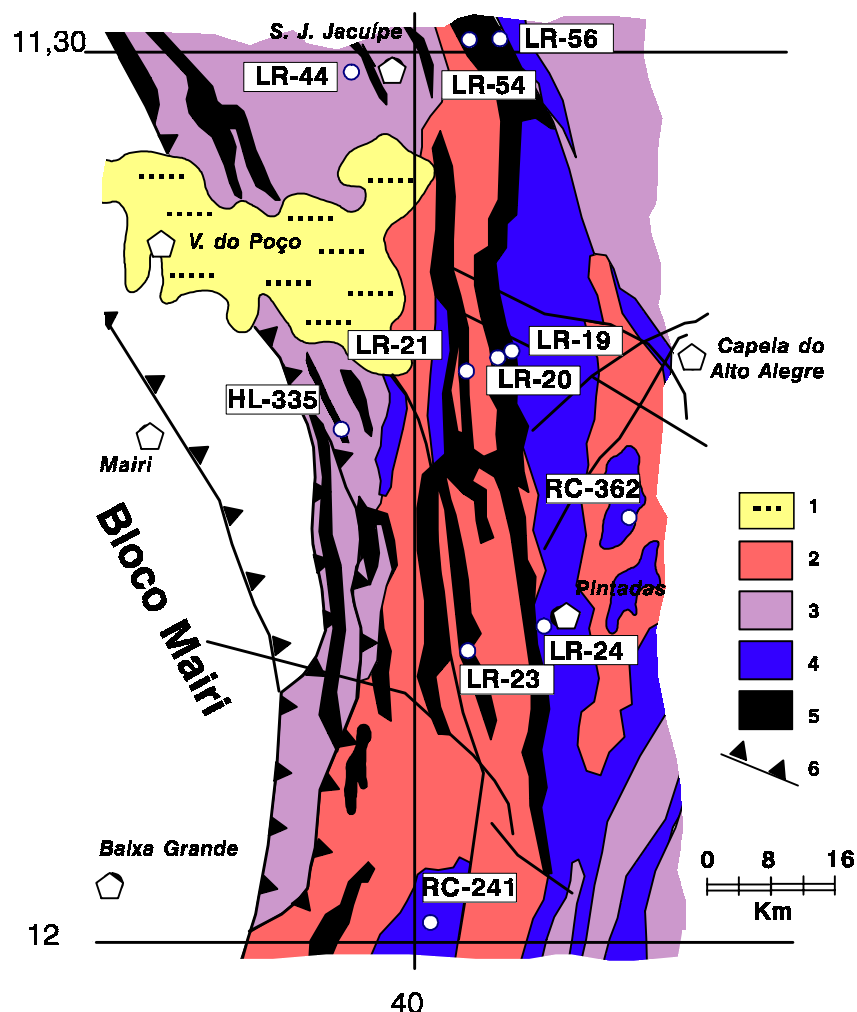 S. J. Jacuípe
11,30
LR-56
LR-44
LR-54
V. do Poço
LR-19
LR-21
Capela do
Alto Alegre
LR-20
HL-335
Mairi
RC-362
1
Bloco Mairi
2
Pintadas
3
LR-24
4
LR-23
5
6
Baixa Grande
0 8 16
Km
RC-241
12
40